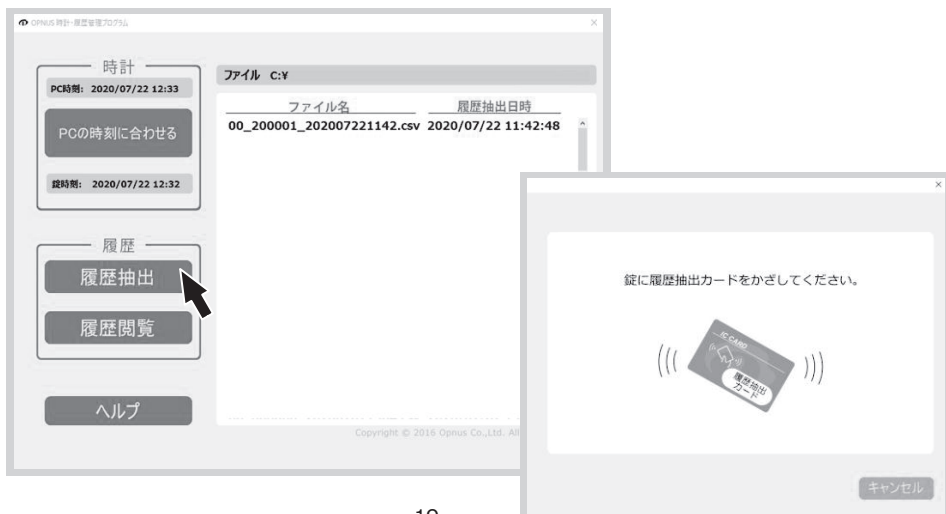 OPNUS 時計・履歴管理プログラム
時計
PC時刻: 2020/07/22 12:33
PCの時刻に合わせる
錠時刻: 2020/07/22 12:32
履歴
履歴抽出
履歴閲覧
ヘルプ
ファイル C:¥
ファイル名 履歴抽出日時
00_200001_202007221142.csv 2020/07/22 11:42:48
Copyright © 2016 Opnus Co.,Ltd. All
錠に履歴抽出カードをかざしてください。
IC CARD
履歴抽出
カード
キャンセル